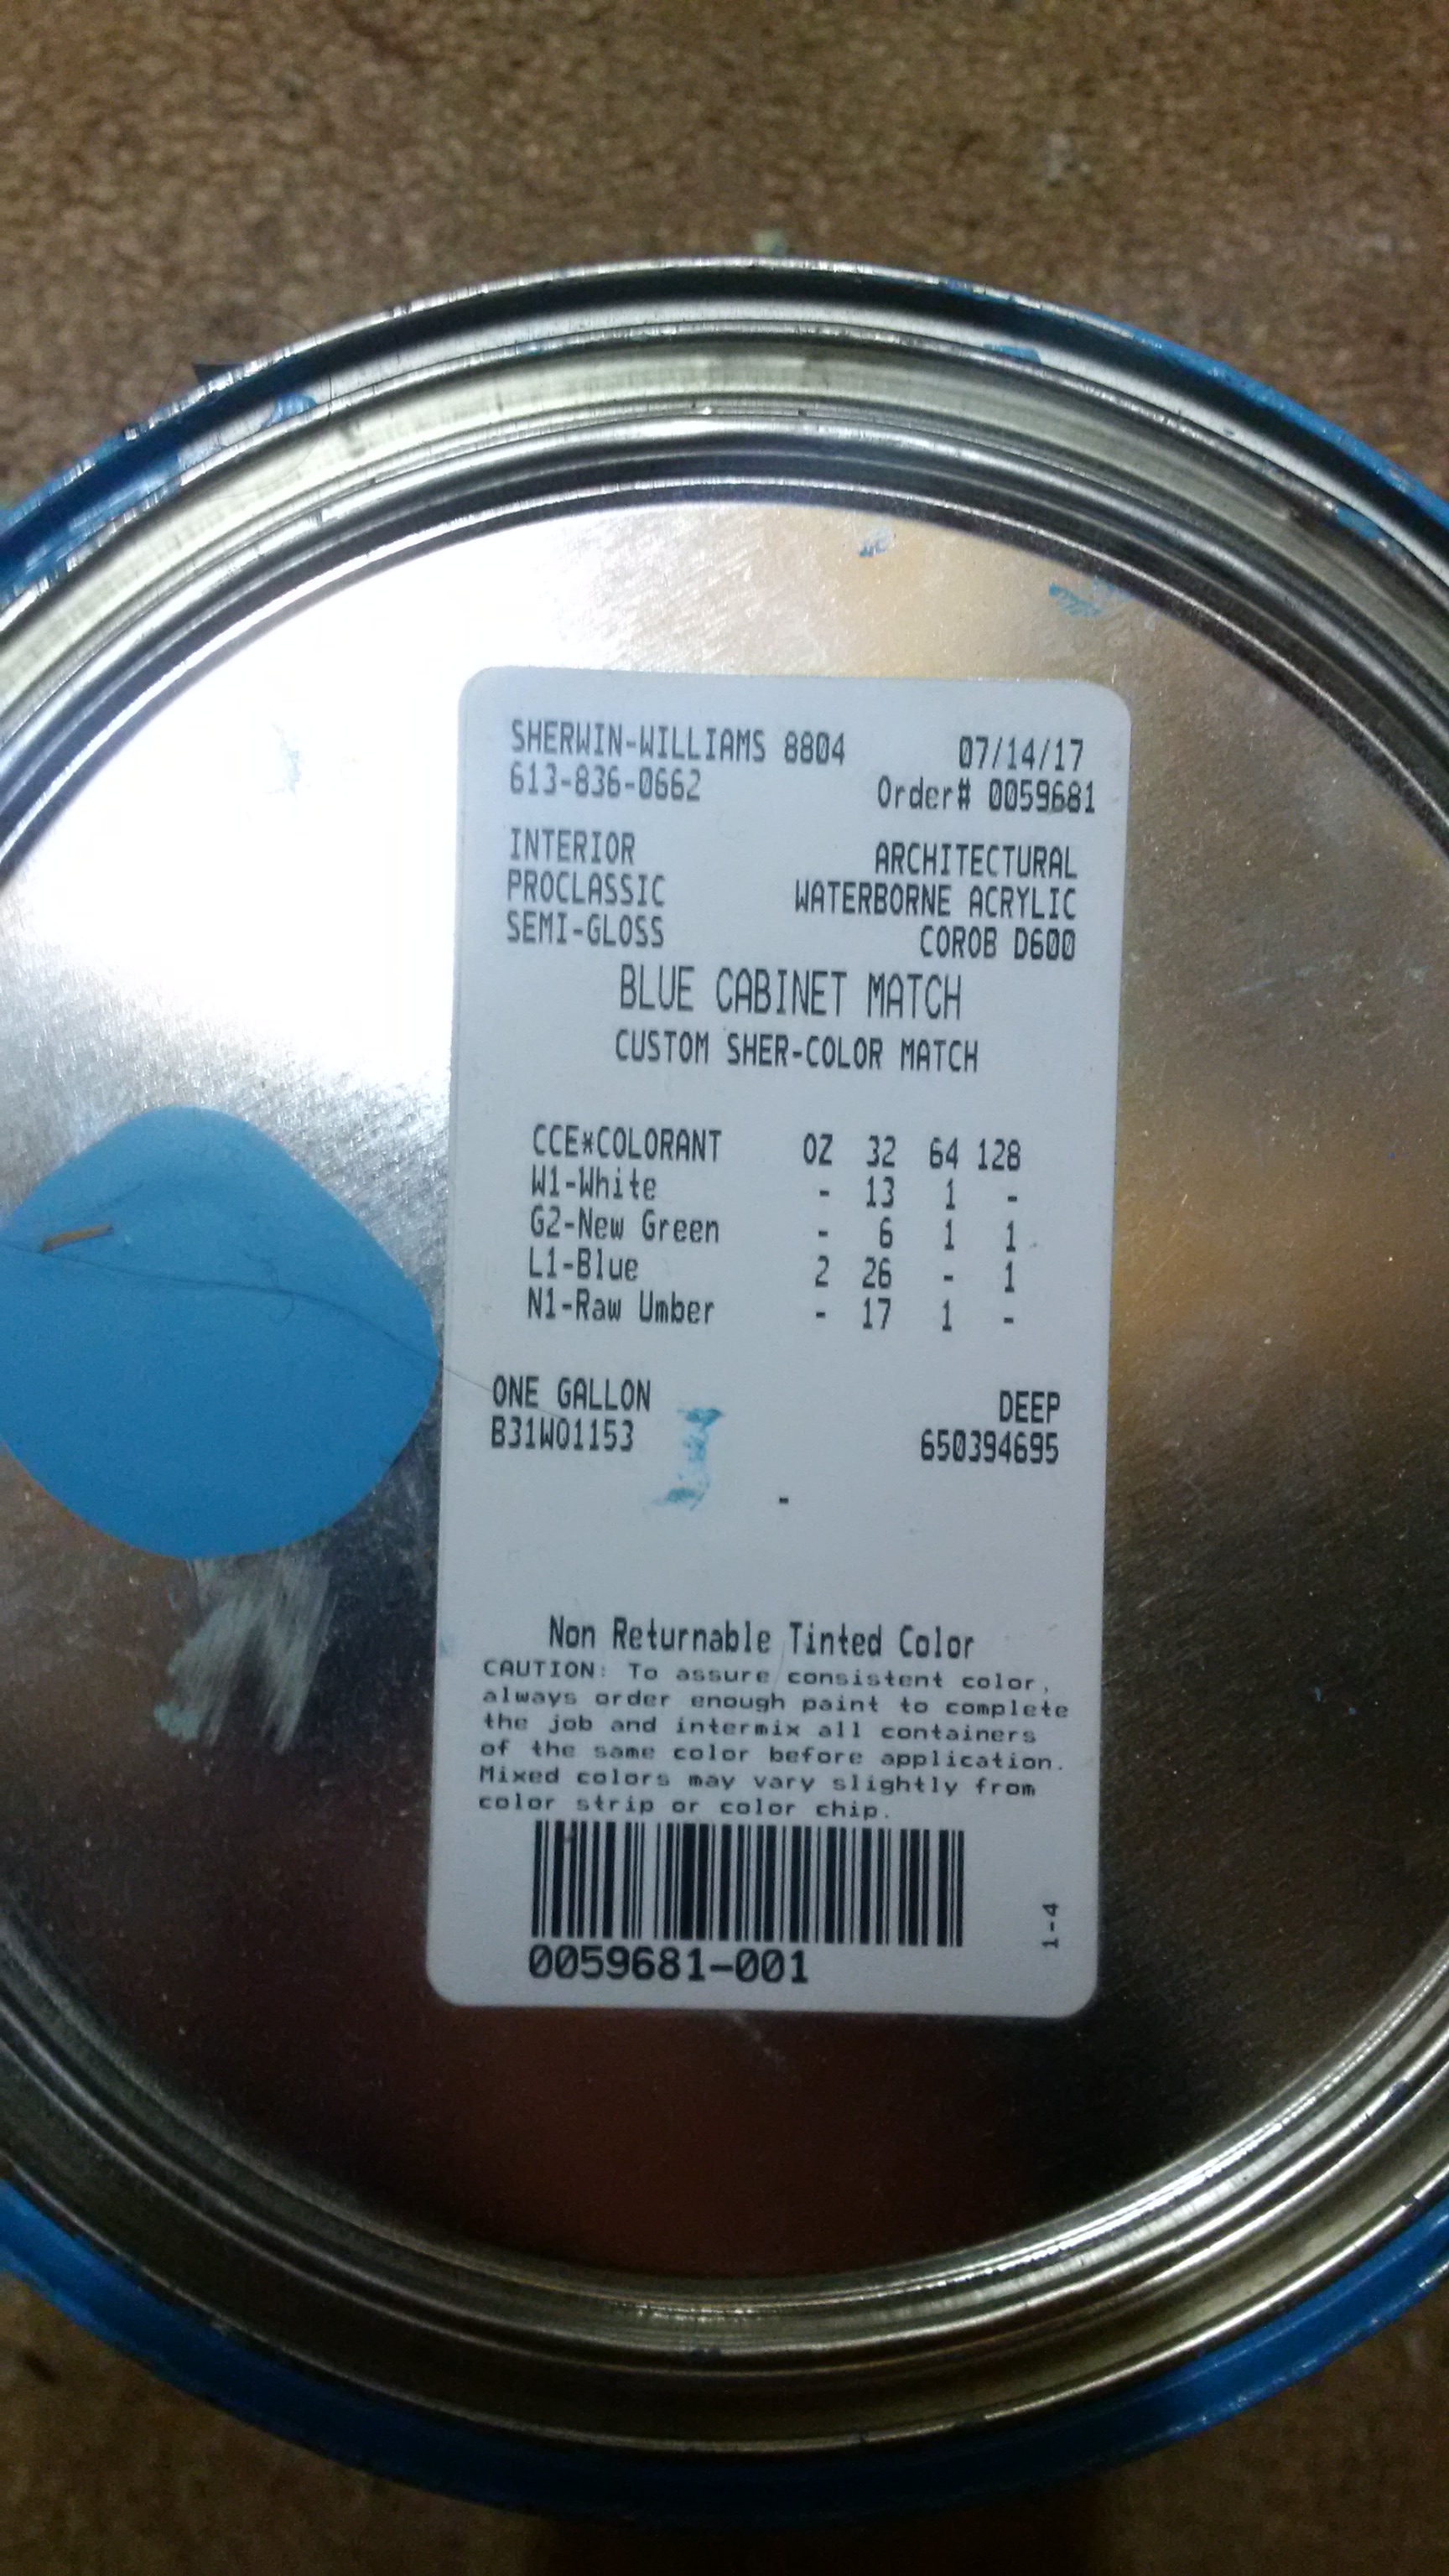 SHERWIN-WILLIAMS 8804 07/14/17
613-836-0662 Order# 0059681
INTERIOR ARCHITECTURAL
PROCLASSIC WATERBORNE ACRYLIC
SEMI-GLOSS COROB D600
BLUE CABINET MATCH
CUSTOM SHER-COLOR MATCH
CCE*COLORANT OZ 32 64 128
W1-White - 13 1 -
G2-New Green - 6 1 1
L1-Blue 2 26 - 1
N1-Raw Umber - 17 1 -
ONE GALLON DEEP
B31W01153 650394695
-
Non Returnable Tinted Color
CAUTION: To assure consistent color,
always order enough paint to complete
the job and intermix all containers
of the same color before application.
Mixed colors may vary slightly from
color strip or color chip.
1-4
0059681-001